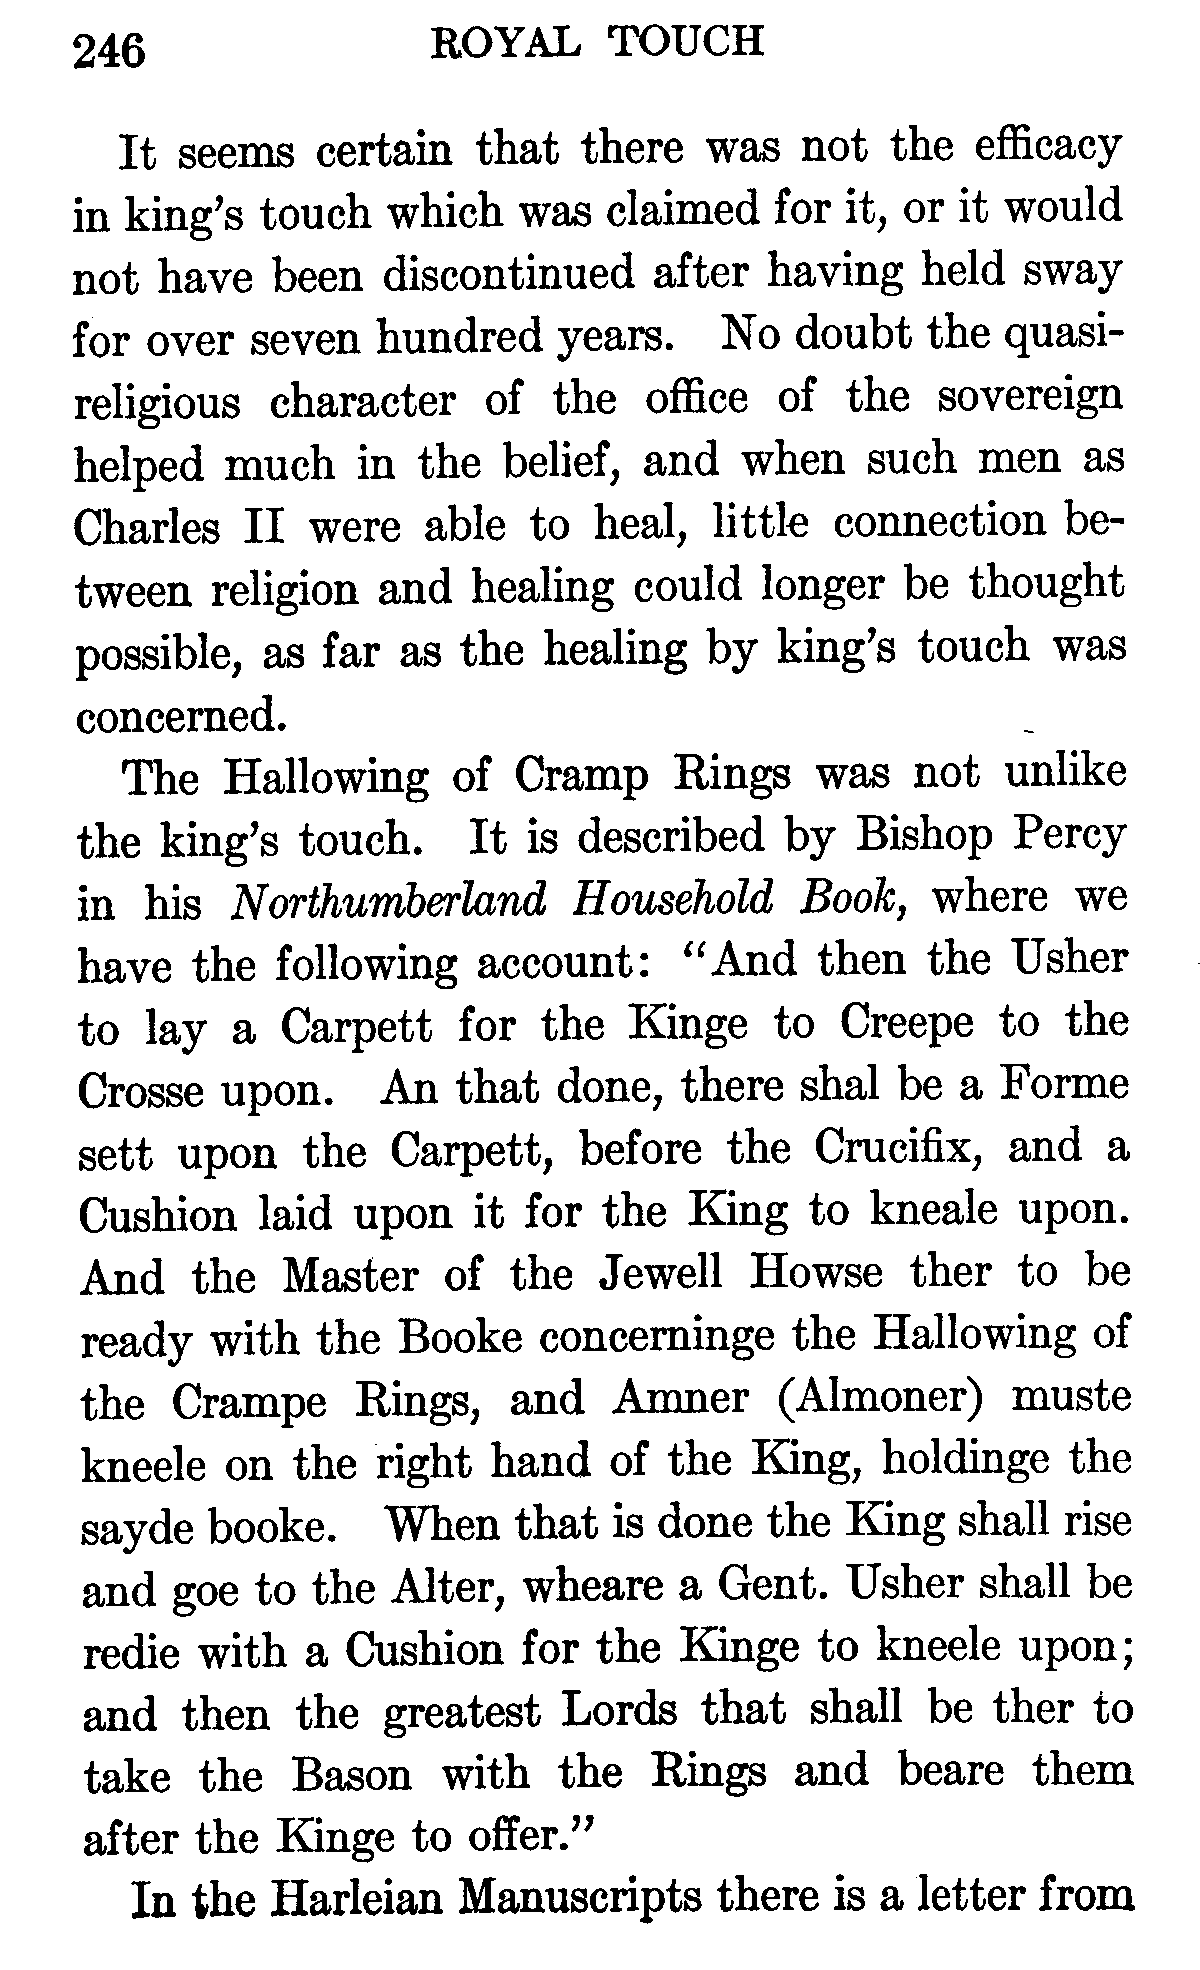 246 ROYAL TOUCH
It seems certain that there was not the efficacy
in king's touch which was claimed for it, or it would
not have been discontinued after having held sway
for over seven hundred years. No doubt the quasi-
religious character of the office of the sovereign
helped much in the belief, and when such men as
Charles II were able to heal, little connection be-
tween religion and healing could longer be thought
possible, as far as the healing by king's touch was
concerned.
The Hallowing of Cramp Rings was not unlike
the king's touch. It is described by Bishop Percy
in his Northumberland Household Book, where we
have the following account: "And then the Usher
to lay a Carpett for the Kinge to Creepe to the
Crosse upon. An that done, there shal be a Forme
sett upon the Carpett, before the Crucifix, and a
Cushion laid upon it for the King to kneale upon.
And the Master of the Jewell Howse ther to be
ready with the Booke concerninge the Hallowing of
the Crampe Rings, and Amner (Almoner) muste
kneele on the right hand of the King, holdinge the
sayde booke. When that is done the King shall rise
and goe to the Alter, wheare a Gent. Usher shall be
redie with a Cushion for the Kinge to kneele upon;
and then the greatest Lords that shall be ther to
take the Bason with the Rings and beare them
after the Kinge to offer."
In the Harleian Manuscripts there is a letter from